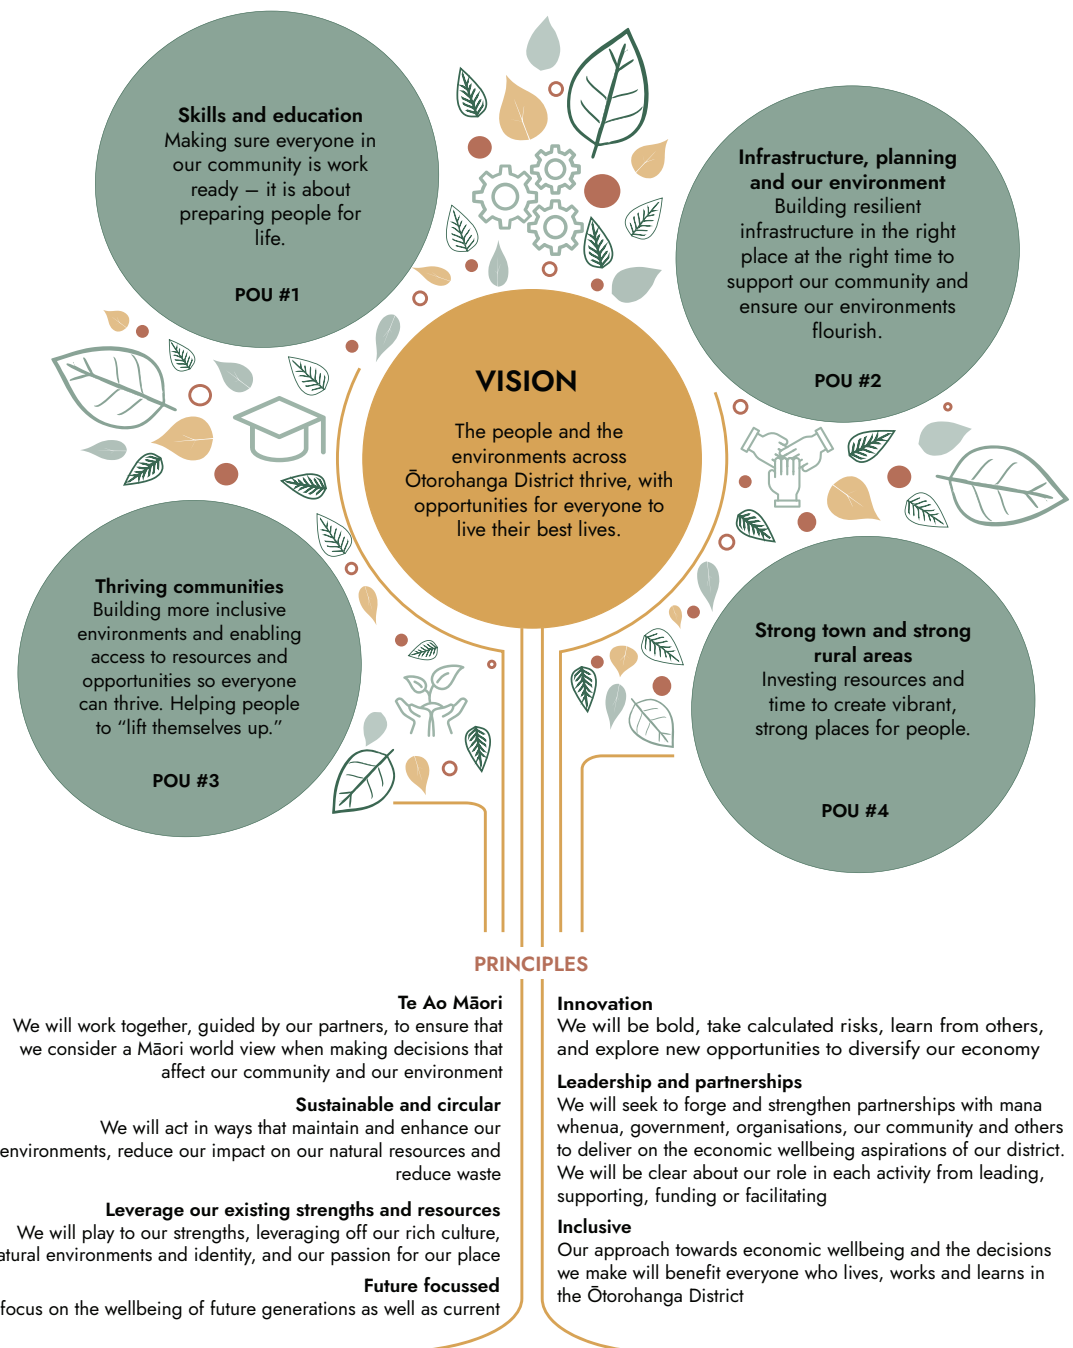 Skills and education
Making sure everyone in
our community is work
ready – it is about
preparing people for
life.
POU #1
Infrastructure, planning
and our environment
Building resilient
infrastructure in the right
place at the right time to
support our community and
ensure our environments
flourish.
POU #2
VISION
The people and the
environments across
Ōtorohanga District thrive, with
opportunities for everyone to
live their best lives.
Thriving communities
Building more inclusive
environments and enabling
access to resources and
opportunities so everyone
can thrive. Helping people
to “lift themselves up.”
POU #3
Strong town and strong
rural areas
Investing resources and
time to create vibrant,
strong places for people.
POU #4
PRINCIPLES
Te Ao Māori
We will work together, guided by our partners, to ensure that
we consider a Māori world view when making decisions that
affect our community and our environment
Sustainable and circular
We will act in ways that maintain and enhance our
environments, reduce our impact on our natural resources and
reduce waste
Leverage our existing strengths and resources
We will play to our strengths, leveraging off our rich culture,
atural environments and identity, and our passion for our place
Future focussed
focus on the wellbeing of future generations as well as current
Innovation
We will be bold, take calculated risks, learn from others,
and explore new opportunities to diversify our economy
Leadership and partnerships
We will seek to forge and strengthen partnerships with mana
whenua, government, organisations, our community and others
to deliver on the economic wellbeing aspirations of our district.
We will be clear about our role in each activity from leading,
supporting, funding or facilitating
Inclusive
Our approach towards economic wellbeing and the decisions
we make will benefit everyone who lives, works and learns in
the Ōtorohanga District